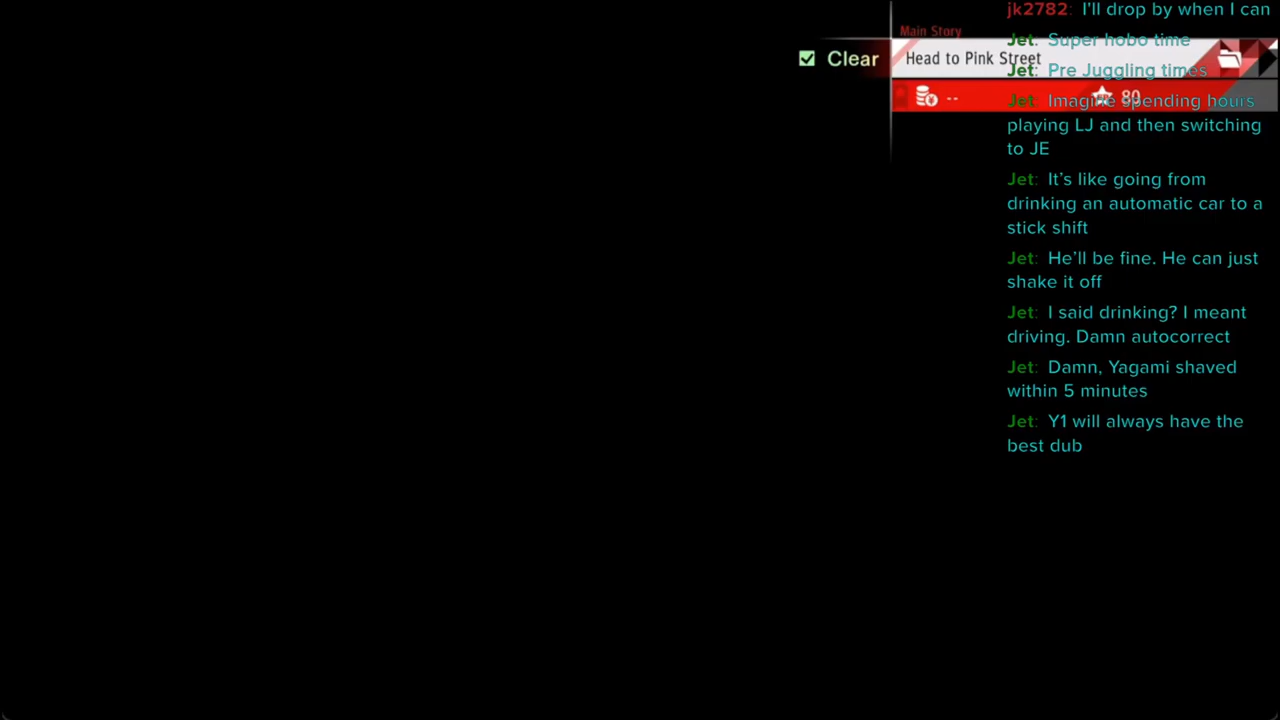 jk2782: I'll drop by when I can
Main Story
Clear
Head to Pink Street
-- 80
Jet: Super hobo time
Jet: Pre Juggling times
Jet: Imagine spending hours
playing LJ and then switching
to JE
Jet: It's like going from
drinking an automatic car to a
stick shift
Jet: He'll be fine. He can just
shake it off
Jet: I said drinking? I meant
driving. Damn autocorrect
Jet: Damn, Yagami shaved
within 5 minutes
Jet: Y1 will always have the
best dub